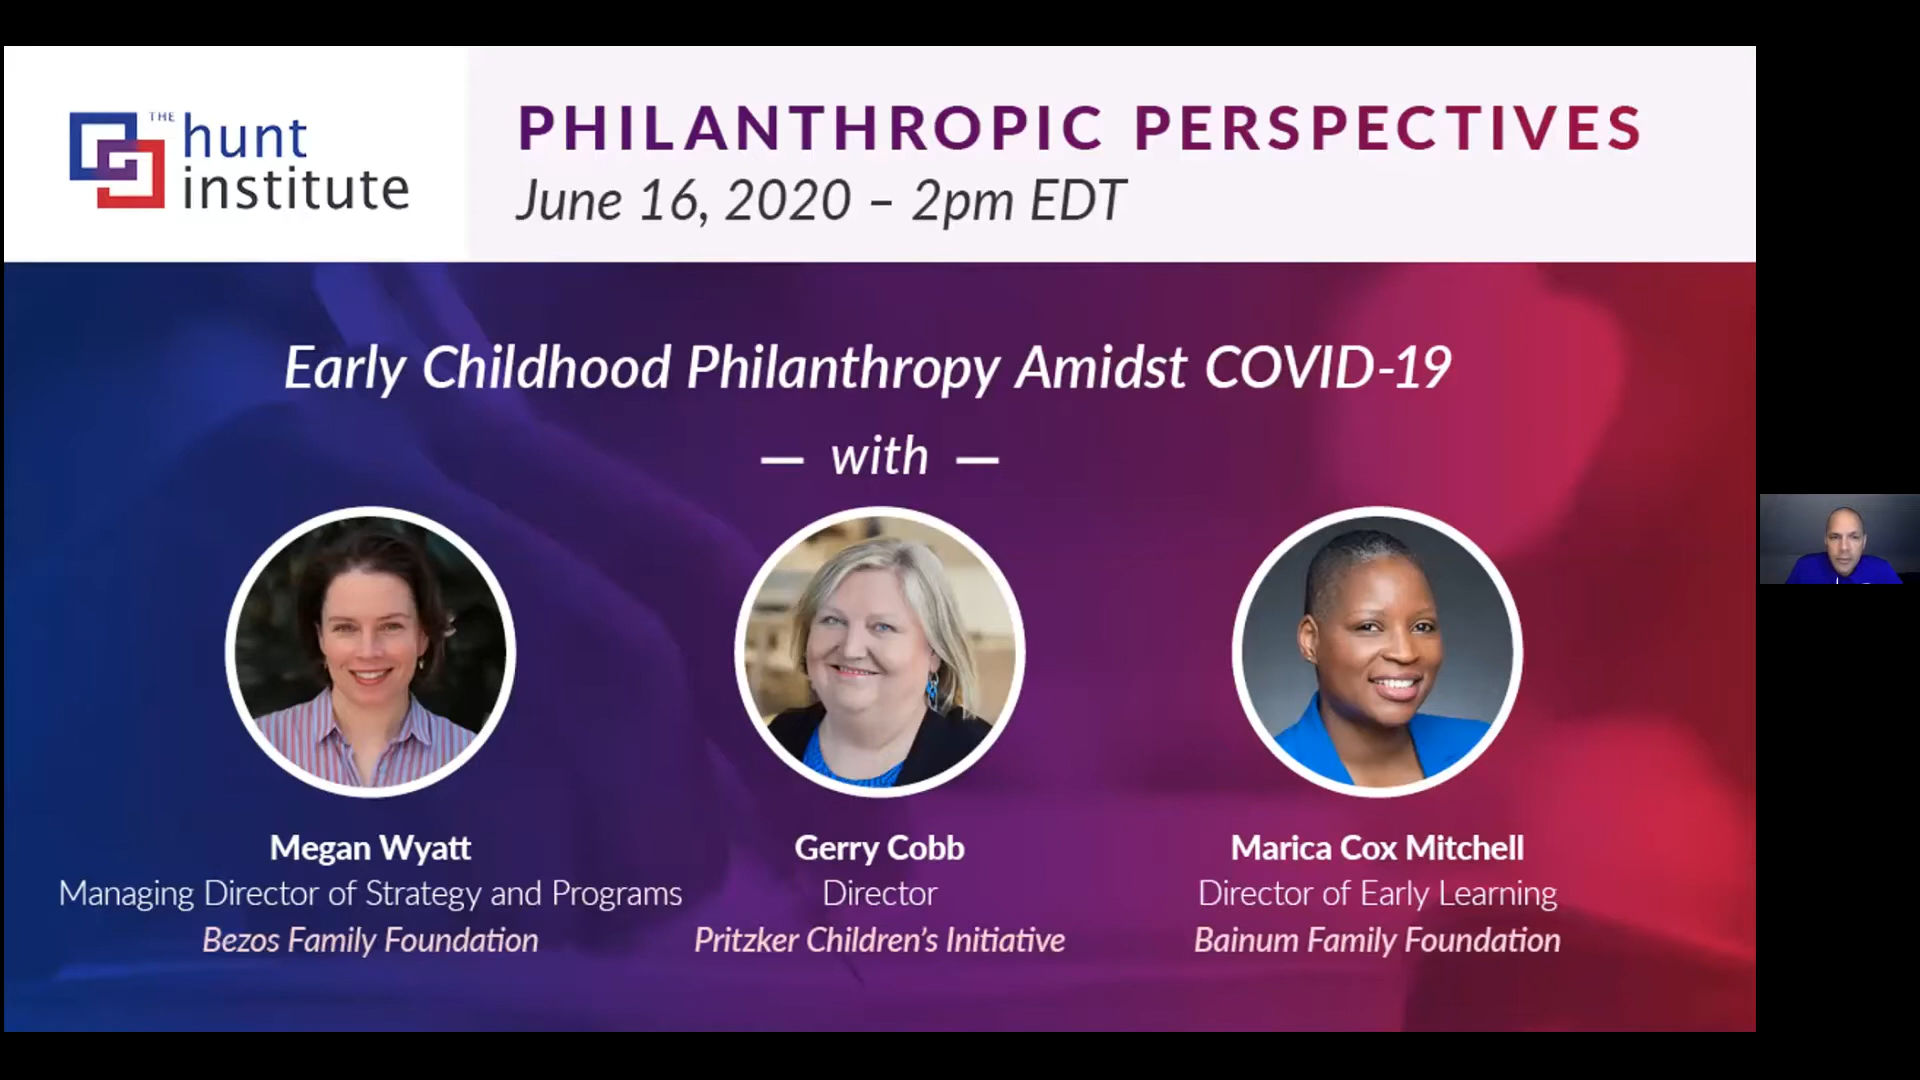 THE
hunt
institute
PHILANTHROPIC PERSPECTIVES
June 16, 2020 – 2pm EDT
Early Childhood Philanthropy Amidst COVID-19
— with —
Megan Wyatt
Managing Director of Strategy and Programs
Bezos Family Foundation
Gerry Cobb
Director
Pritzker Children's Initiative
Marica Cox Mitchell
Director of Early Learning
Bainum Family Foundation